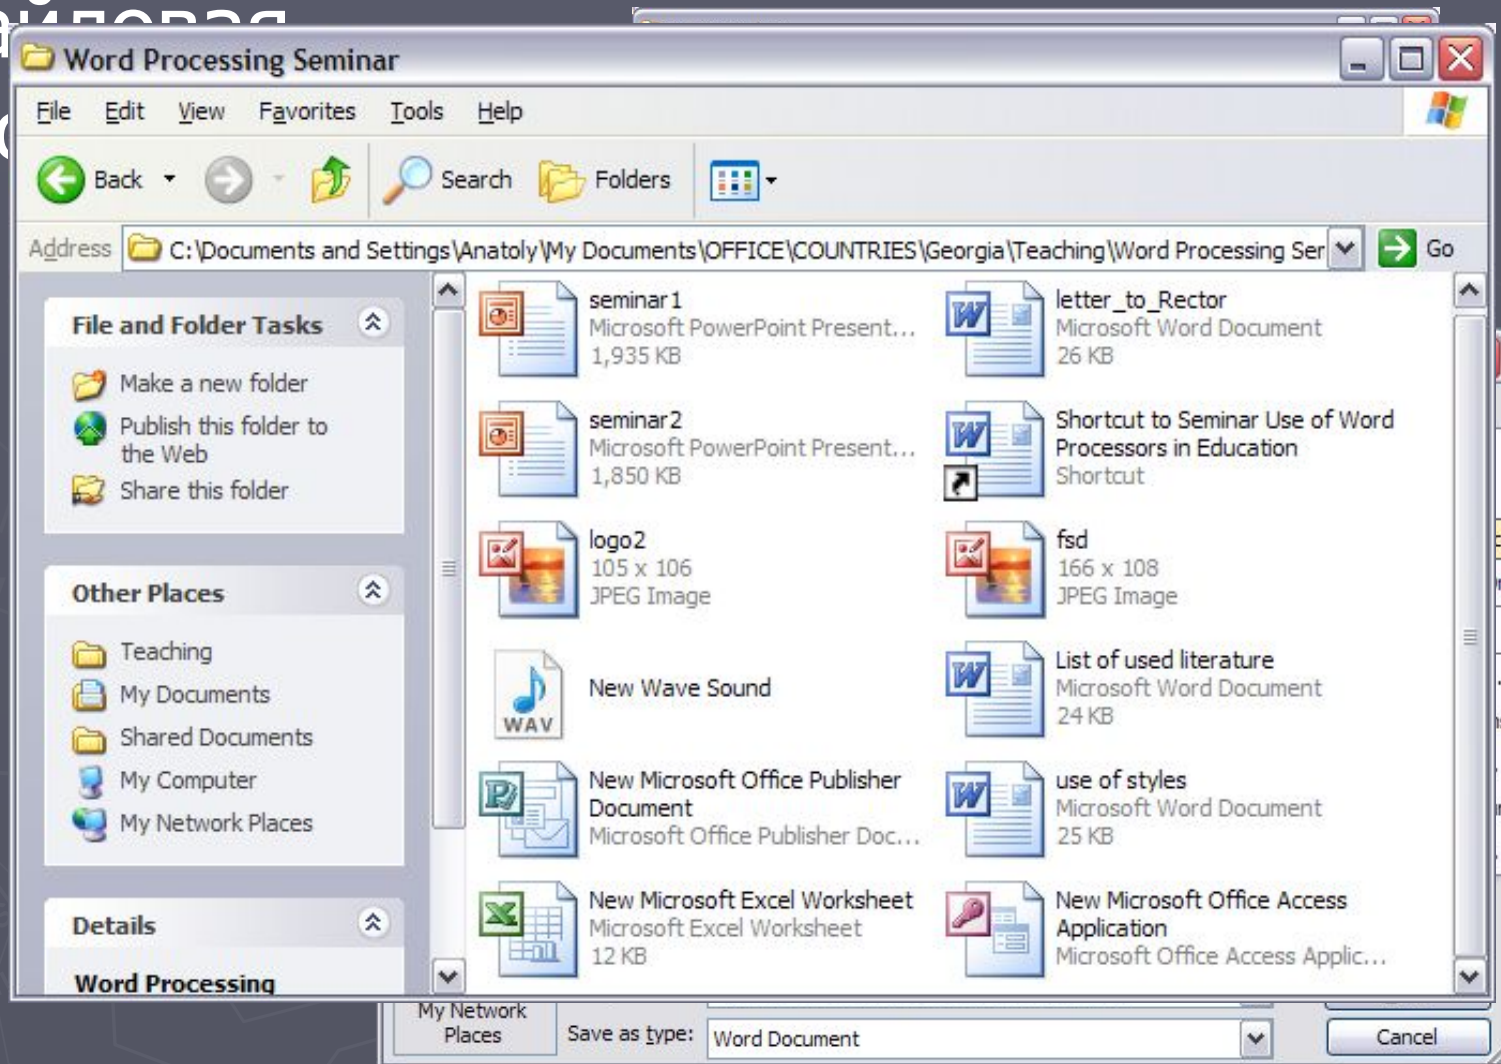 Word Processing Seminar
File Edit View Favorites Tools Help
Back Search Folders
Address C:\Documents and Settings\Anatoly\My Documents\OFFICE\COUNTRIES\Georgia\Teaching\Word Processing Ser Go
File and Folder Tasks
Make a new folder
Publish this folder to
the Web
Share this folder
Other Places
Teaching
My Documents
Shared Documents
My Computer
My Network Places
Details
Word Processing
seminar1
Microsoft PowerPoint Present...
1,935 KB
letter_to_Rector
Microsoft Word Document
26 KB
seminar2
Microsoft PowerPoint Present...
1,850 KB
Shortcut to Seminar Use of Word
Processors in Education
Shortcut
logo2
105 x 106
JPEG Image
fsd
166 x 108
JPEG Image
WAV
New Wave Sound
List of used literature
Microsoft Word Document
24 KB
New Microsoft Office Publisher
Document
Microsoft Office Publisher Doc...
use of styles
Microsoft Word Document
25 KB
New Microsoft Excel Worksheet
Microsoft Excel Worksheet
12 KB
New Microsoft Office Access
Application
Microsoft Office Access Applic...
My Network
Places
Save as type: Word Document Cancel